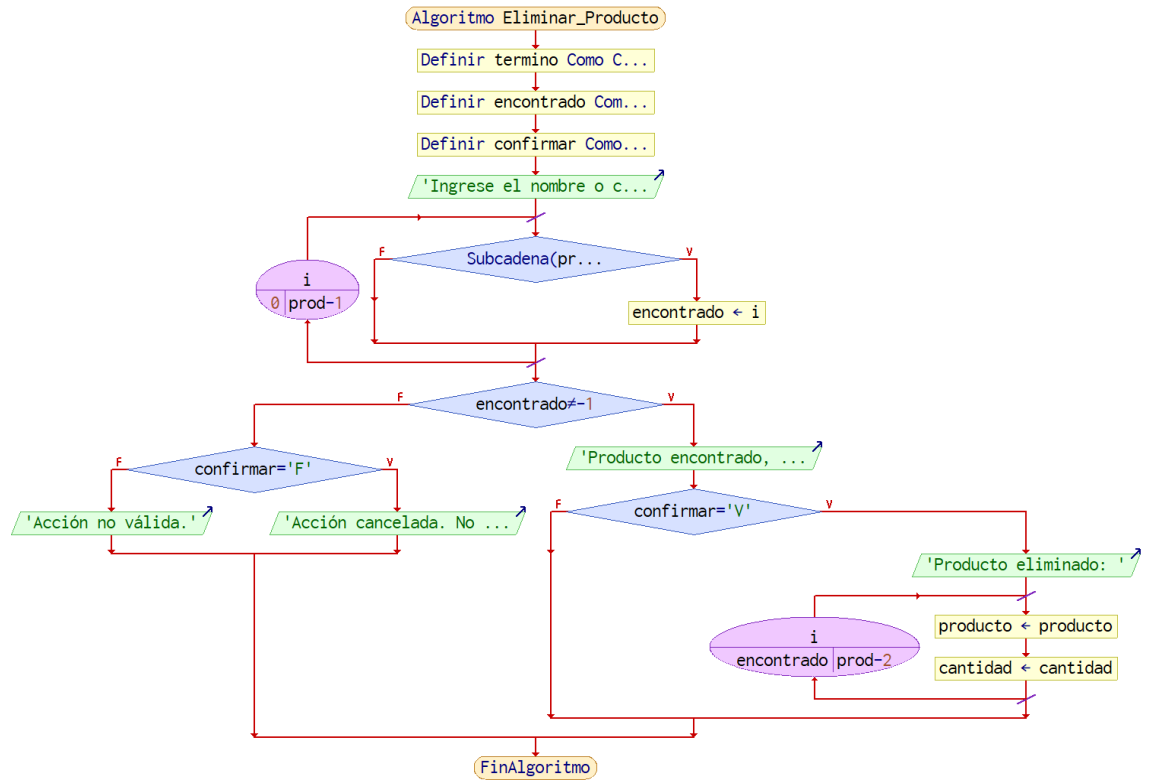 Algoritmo Eliminar_Producto
Definir termino Como C...
Definir encontrado Com...
Definir confirmar Como...
'Ingrese el nombre o c...
F
Subcadena(pr...
V
i
0 prod-1
encontrado ← i
F
encontrado≠-1
V
F
confirmar='F'
V
'Producto encontrado, ...
'Acción no válida.'
'Acción cancelada. No ...
F
confirmar='V'
V
'Producto eliminado: '
i
encontrado prod-2
producto ← producto
cantidad ← cantidad
FinAlgoritmo